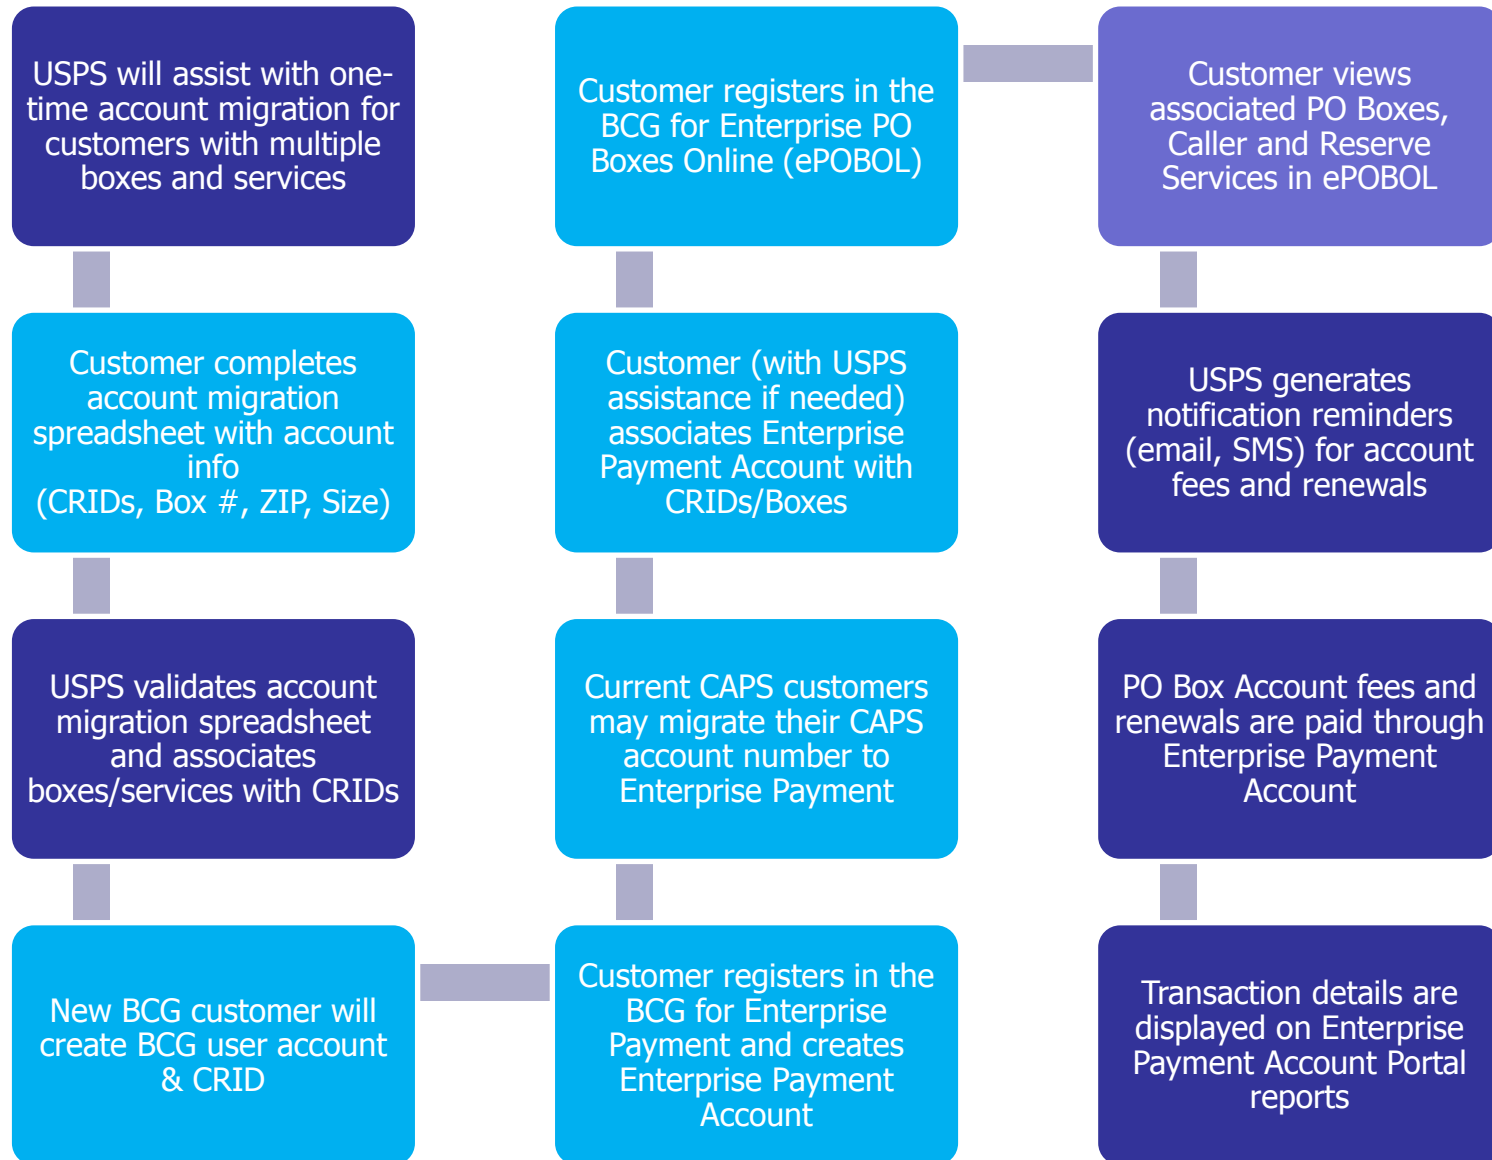 USPS will assist with one-
time account migration for
customers with multiple
boxes and services
Customer completes
account migration
spreadsheet with account
info
(CRIDs, Box #, ZIP, Size)
USPS validates account
migration spreadsheet
and associates
boxes/services with CRIDs
New BCG customer will
create BCG user account
& CRID
Customer registers in the
BCG for Enterprise
Payment and creates
Enterprise Payment
Account
Current CAPS customers
may migrate their CAPS
account number to
Enterprise Payment
Customer (with USPS
assistance if needed)
associates Enterprise
Payment Account with
CRIDs/Boxes
Customer registers in the
BCG for Enterprise PO
Boxes Online (ePOBOL)
Customer views
associated PO Boxes,
Caller and Reserve
Services in ePOBOL
USPS generates
notification reminders
(email, SMS) for account
fees and renewals
PO Box Account fees and
renewals are paid through
Enterprise Payment
Account
Transaction details are
displayed on Enterprise
Payment Account Portal
reports